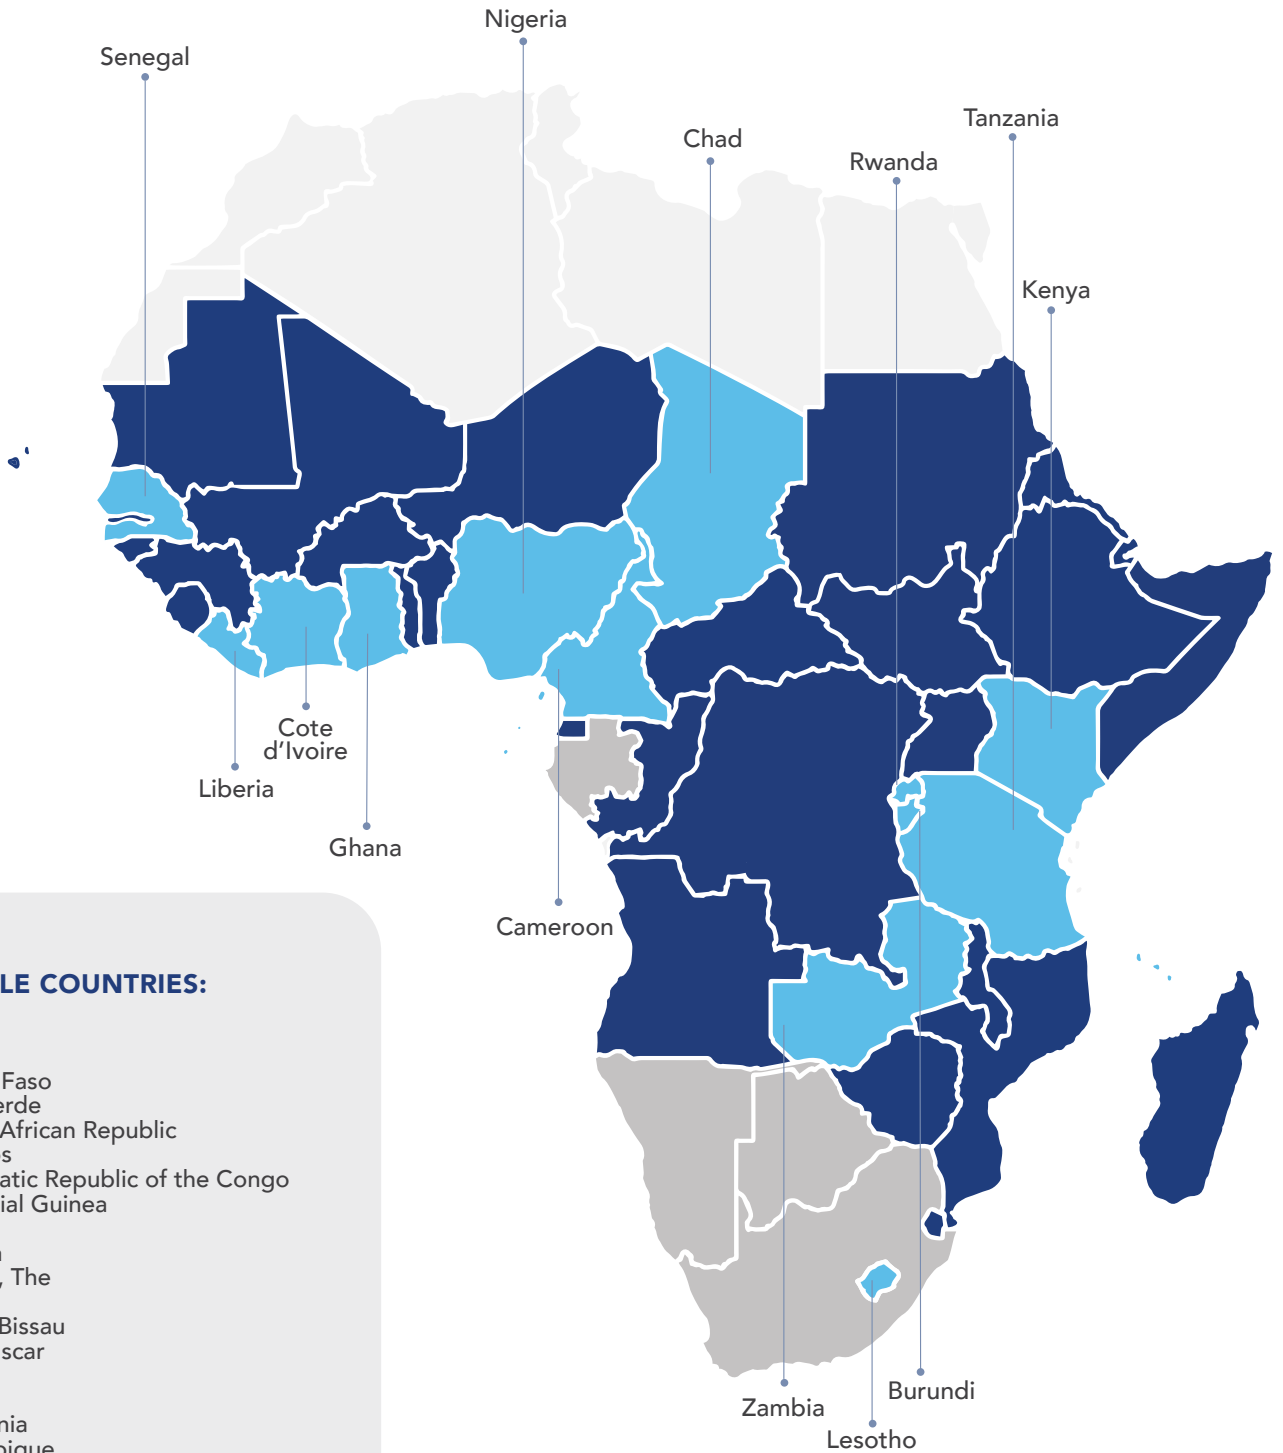 Nigeria
Senegal
Tanzania
Chad
Rwanda
Kenya
Cote
d’Ivoire
Liberia
Ghana
Cameroon
LE COUNTRIES:
Faso
erde
African Republic
s
atic Republic of the Congo
ial Guinea
, The
Bissau
scar
nia
bique
Burundi
Zambia
Lesotho